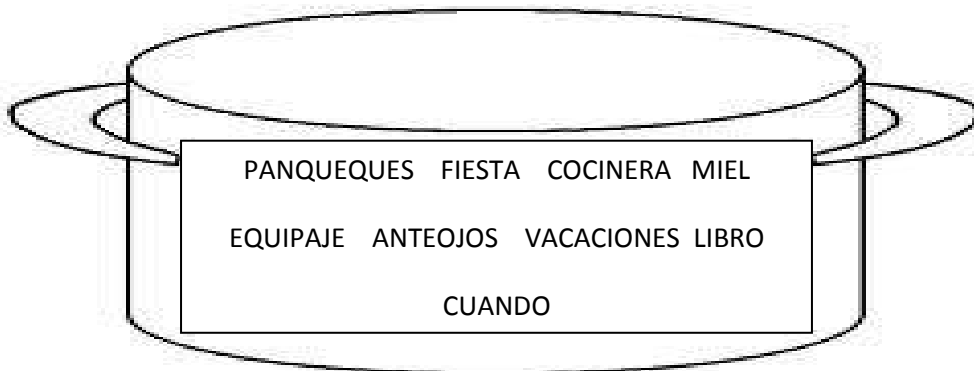 PANQUEQUES FIESTA COCINERA MIEL
EQUIPAJE ANTEOJOS VACACIONES LIBRO
CUANDO